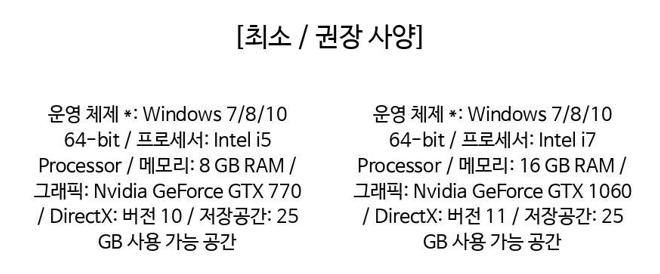 [최소 / 권장 사양]
운영 체제 *: Windows 7/8/10
64-bit / 프로세서: Intel i5
Processor / 메모리: 8 GB RAM /
그래픽: Nvidia GeForce GTX 770
/ DirectX: 버전 10 / 저장공간: 25
GB 사용 가능 공간
운영 체제 *: Windows 7/8/10
64-bit / 프로세서: Intel i7
Processor / 메모리: 16 GB RAM /
그래픽: Nvidia GeForce GTX 1060
/ DirectX: 버전 11 / 저장공간: 25
GB 사용 가능 공간